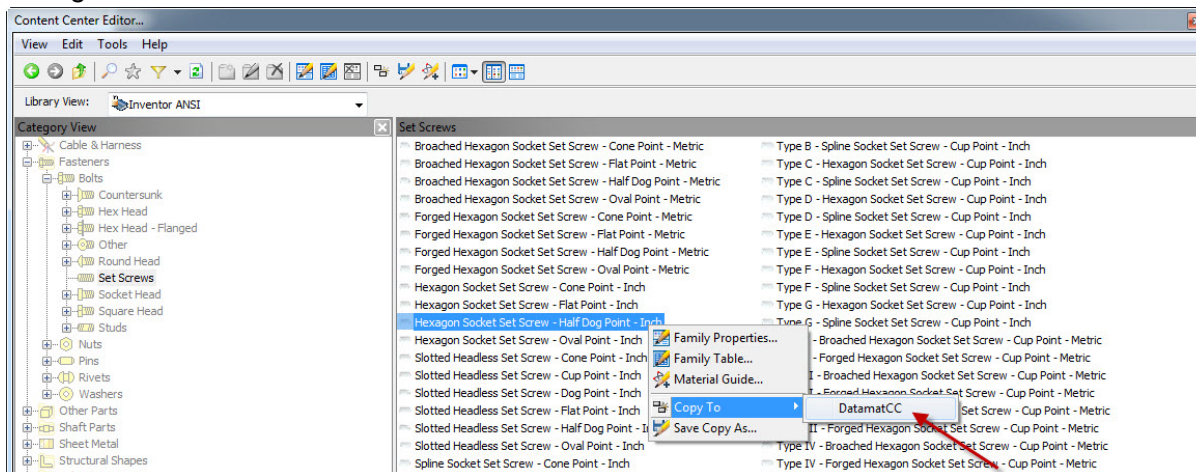 Content Center Editor...
View Edit Tools Help
Library View: Inventor ANSI
Category View
Cable & Harness
Fasteners
Bolts
Countersunk
Hex Head
Hex Head - Flanged
Other
Round Head
Set Screws
Socket Head
Square Head
Studs
Nuts
Pins
Rivets
Washers
Other Parts
Shaft Parts
Sheet Metal
Structural Shapes
Set Screws
Broached Hexagon Socket Set Screw - Cone Point - Metric
Broached Hexagon Socket Set Screw - Flat Point - Metric
Broached Hexagon Socket Set Screw - Half Dog Point - Metric
Broached Hexagon Socket Set Screw - Oval Point - Metric
Forged Hexagon Socket Set Screw - Cone Point - Metric
Forged Hexagon Socket Set Screw - Flat Point - Metric
Forged Hexagon Socket Set Screw - Half Dog Point - Metric
Forged Hexagon Socket Set Screw - Oval Point - Metric
Hexagon Socket Set Screw - Cone Point - Inch
Hexagon Socket Set Screw - Flat Point - Inch
Hexagon Socket Set Screw - Half Dog Point - Inch
Hexagon Socket Set Screw - Oval Point - Inch
Slotted Headless Set Screw - Cone Point - Inch
Slotted Headless Set Screw - Cup Point - Inch
Slotted Headless Set Screw - Dog Point - Inch
Slotted Headless Set Screw - Flat Point - Inch
Slotted Headless Set Screw - Half Dog Point -
Slotted Headless Set Screw - Oval Point - Inch
Spline Socket Set Screw - Cone Point - Inch
Type B - Spline Socket Set Screw - Cup Point - Inch
Type C - Hexagon Socket Set Screw - Cup Point - Inch
Type C - Spline Socket Set Screw - Cup Point - Inch
Type D - Hexagon Socket Set Screw - Cup Point - Inch
Type D - Spline Socket Set Screw - Cup Point - Inch
Type E - Hexagon Socket Set Screw - Cup Point - Inch
Type E - Spline Socket Set Screw - Cup Point - Inch
Type F - Hexagon Socket Set Screw - Cup Point - Inch
Type F - Spline Socket Set Screw - Cup Point - Inch
Type G - Hexagon Socket Set Screw - Cup Point - Inch
Type G - Spline Socket Set Screw - Cup Point - Inch
- Broached Hexagon Socket Set Screw - Cup Point - Metric
- Forged Hexagon Socket Set Screw - Cup Point - Metric
- Broached Hexagon Socket Set Screw - Cup Point - Metric
- Forged Hexagon Socket Set Screw - Cup Point - Metric
Set Screw - Cup Point - Metric
- Forged Hexagon Socket Set Screw - Cup Point - Metric
Type IV - Broached Hexagon Socket Set Screw - Cup Point - Metric
Type IV - Forged Hexagon Socket Set Screw - Cup Point - Metric
Family Properties...
Family Table...
Material Guide...
Copy To
Save Copy As...
DatamatCC